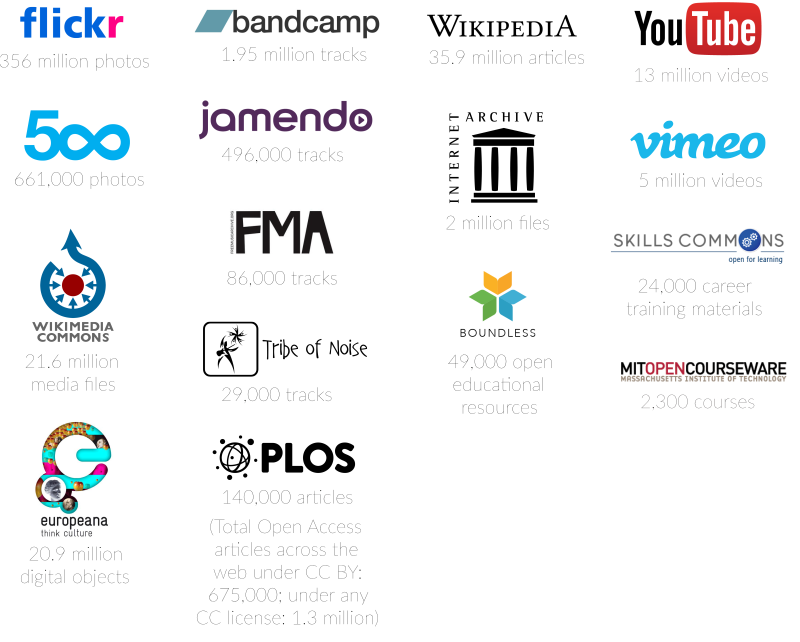 flickr
356 million photos
bandcamp
1.95 million tracks
WIKIPEDIA
35.9 million articles
YouTube
13 million videos
500
661,000 photos
jamendo
496,000 tracks
INTERNET ARCHIVE
2 million files
vimeo
5 million videos
WIKIMEDIA
COMMONS
21.6 million
media files
FMA
86,000 tracks
BOUNDLESS
49,000 open
educational
resources
SKILLS COMMONS
open for learning
24,000 career
training materials
Tribe of Noise
29,000 tracks
MITOPENCOURSEWARE
MASSACHUSETTS INSTITUTE OF TECHNOLOGY
2,300 courses
europeana
think culture
20.9 million
digital objects
PLOS
140,000 articles
(Total Open Access
articles across the
web under CC BY:
675,000; under any
CC license: 1.3 million)